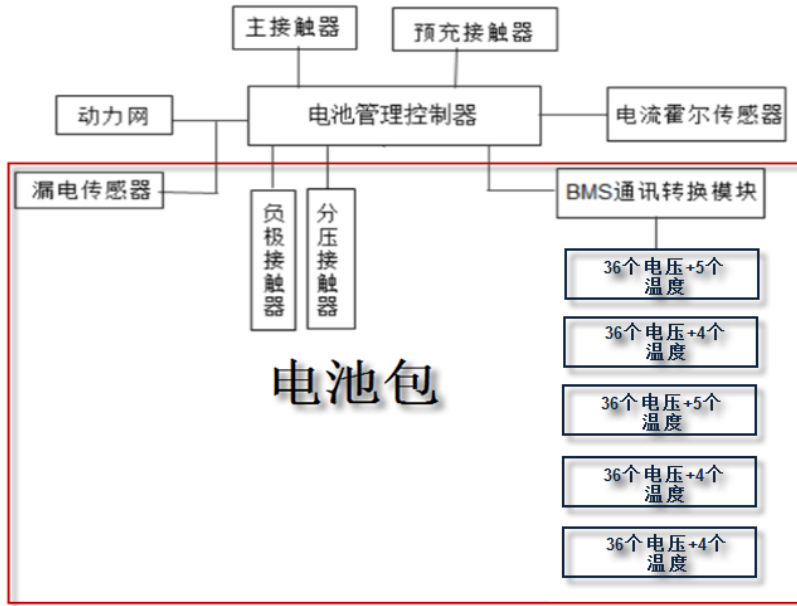 主接触器
预充接触器
动力网
电池管理控制器
电流霍尔传感器
漏电传感器
负极接触器
分压接触器
BMS通讯转换模块
36个电压+5个
温度
36个电压+4个
温度
36个电压+5个
温度
36个电压+4个
温度
36个电压+4个
温度
电池包